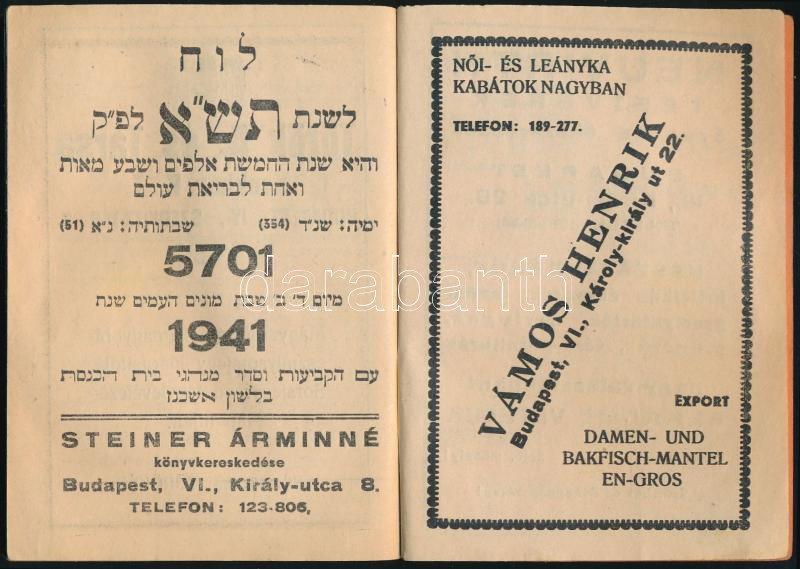 לוח
לשנת תש״א לפ״ק
והיא שנת החמשת אלפים ושבע מאות
ואחת לבריאת עולם
ימיה: שנ״ד (354) שבתותיה: נ״א (51)
5701
מיום ד׳ ב׳ טבת מונים העמים שנת
1941
עם הקביעות וסדר מנהגי בית הכנסת
בלשון אשכנז
STEINER ÁRMINNÉ
könyvkereskedése
Budapest, VI., Király-utca 8.
TELEFON: 123-806,
NŐI- ÉS LEÁNYKA
KABÁTOK NAGYBAN
TELEFON: 189-277.
VÁMOS HENRIK
Budapest, VI., Károly-király ut 22.
EXPORT
DAMEN- UND
BAKFISCH-MANTEL
EN-GROS
darabanth